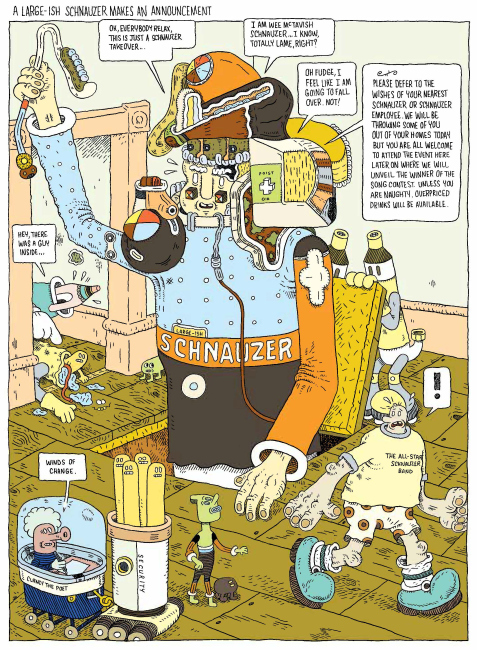 A LARGE-ISH SCHNAUZER MAKES AN ANNOUNCEMENT
OH, EVERYBODY RELAX,
THIS IS JUST A SCHNAUZER
TAKEOVER...
I AM WEE McTAVISH
SCHNAUZER...I KNOW,
TOTALLY LAME, RIGHT?
OH FUDGE, I
FEEL LIKE I AM
GOING TO FALL
OVER. NOT!
PLEASE DEFER TO THE
WISHES OF YOUR NEAREST
SCHNAUZER OR SCHNAUZER
EMPLOYEE. WE WILL BE
THROWING SOME OF YOU
OUT OF YOUR HOMES TODAY
BUT YOU ARE ALL WELCOME
TO ATTEND THE EVENT HERE
LATER ON WHERE WE WILL
UNVEIL THE WINNER OF THE
SONG CONTEST. UNLESS YOU
ARE NAUGHTY, OVERPRICED
DRINKS WILL BE AVAILABLE.
HEY, THERE
WAS A GUY
INSIDE...
LARGE-ISH
SCHNAUZER
!!
THE ALL-STAR
SCHNAUZER
BAND
WINDS OF
CHANGE.
SECURITY
CLANCY THE POET